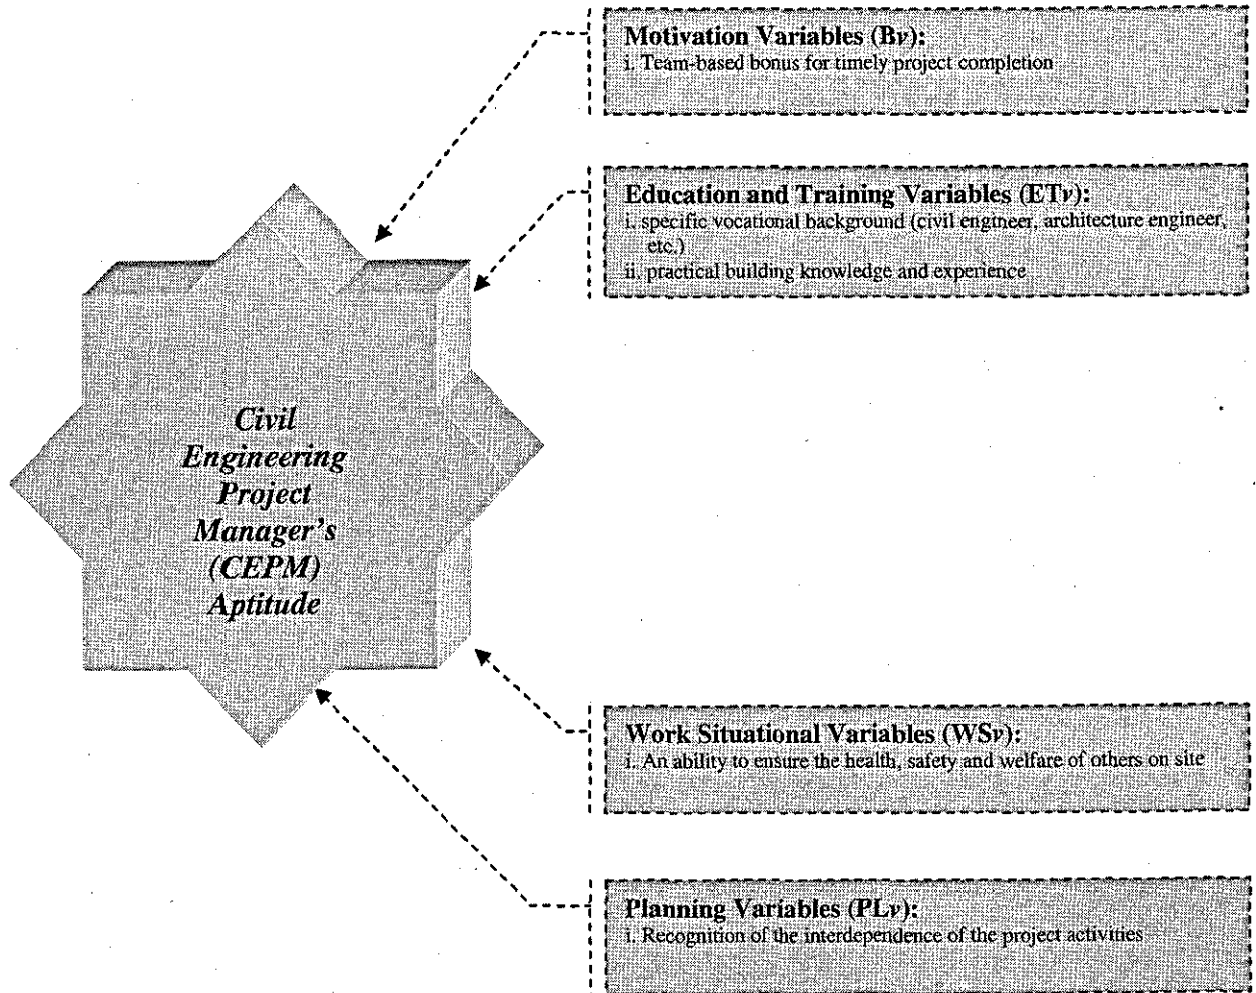 Motivation Variables (Bv):
i. Team-based bonus for timely project completion
Education and Training Variables (ETv):
i. specific vocational background (civil engineer, architecture engineer,
etc.)
ii. practical building knowledge and experience
Civil
Engineering
Project
Manager's
(CEPM)
Aptitude
Work Situational Variables (WSv):
i. An ability to ensure the health, safety and welfare of others on site
Planning Variables (PLv):
i. Recognition of the interdependence of the project activities